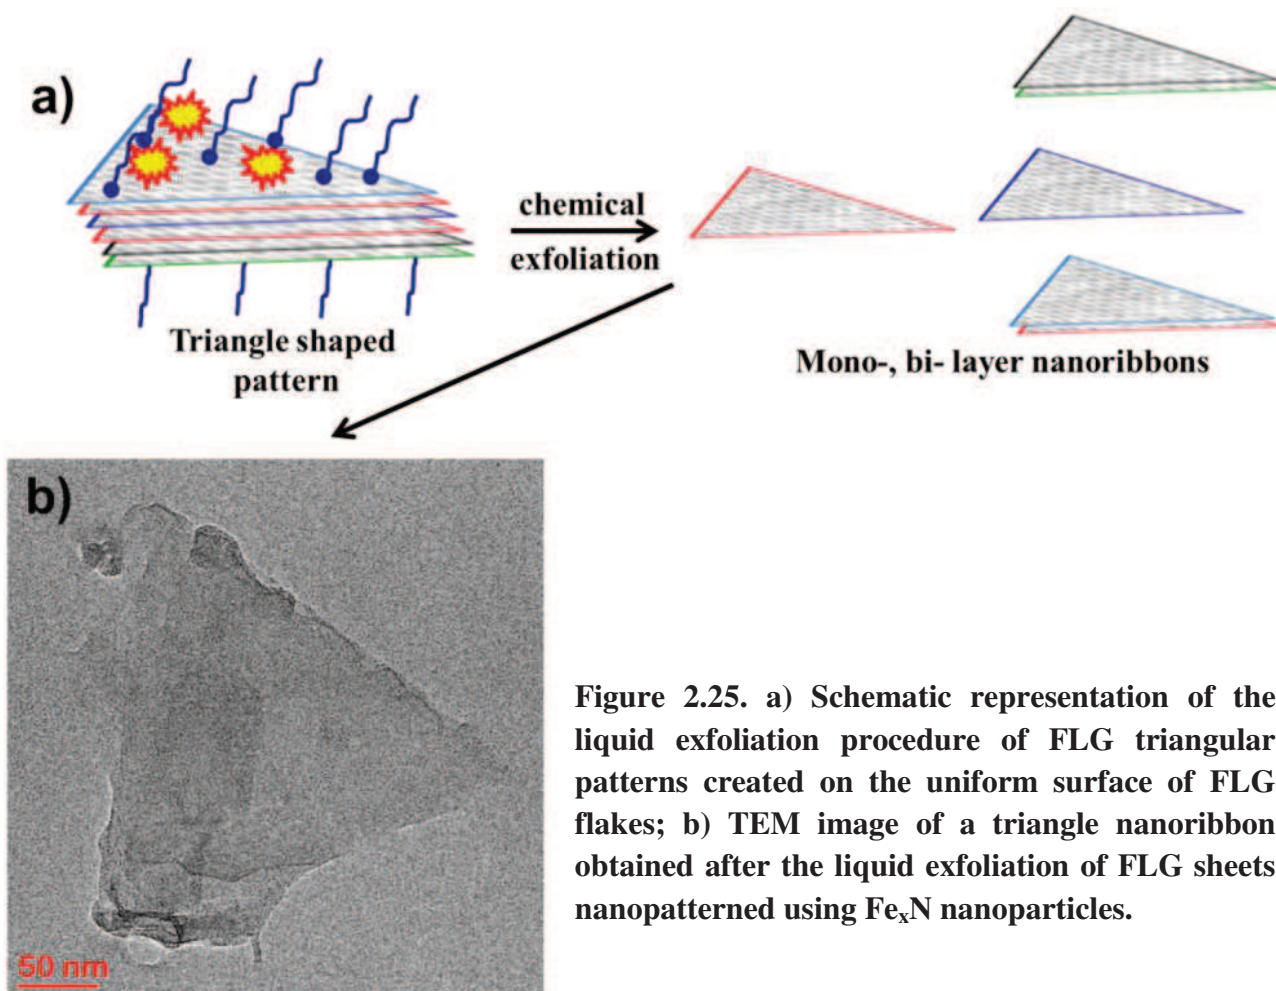 a)
chemical
exfoliation
Triangle shaped
pattern
Mono-, bi- layer nanoribbons
b)
50 nm
Figure 2.25. a) Schematic representation of the
liquid exfoliation procedure of FLG triangular
patterns created on the uniform surface of FLG
flakes; b) TEM image of a triangle nanoribbon
obtained after the liquid exfoliation of FLG sheets
nanopatterned using FeₓN nanoparticles.